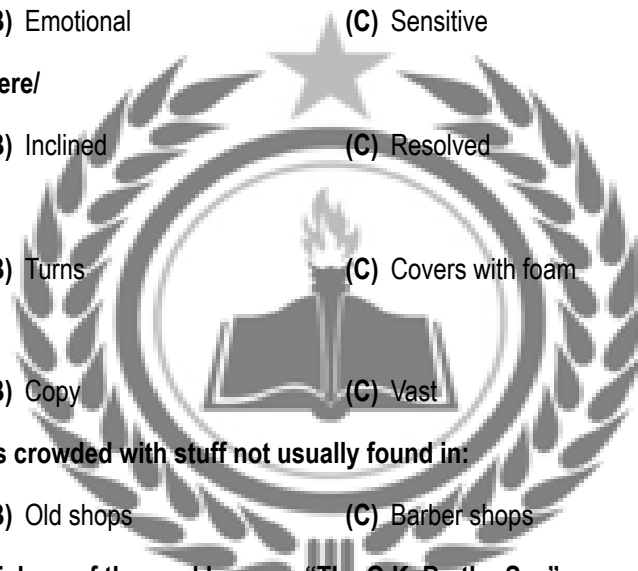 ) Emotional (C) Sensitive
ere/
) Inclined (C) Resolved
) Turns (C) Covers with foam
) Copy (C) Vast
s crowded with stuff not usually found in:
) Old shops (C) Barber shops